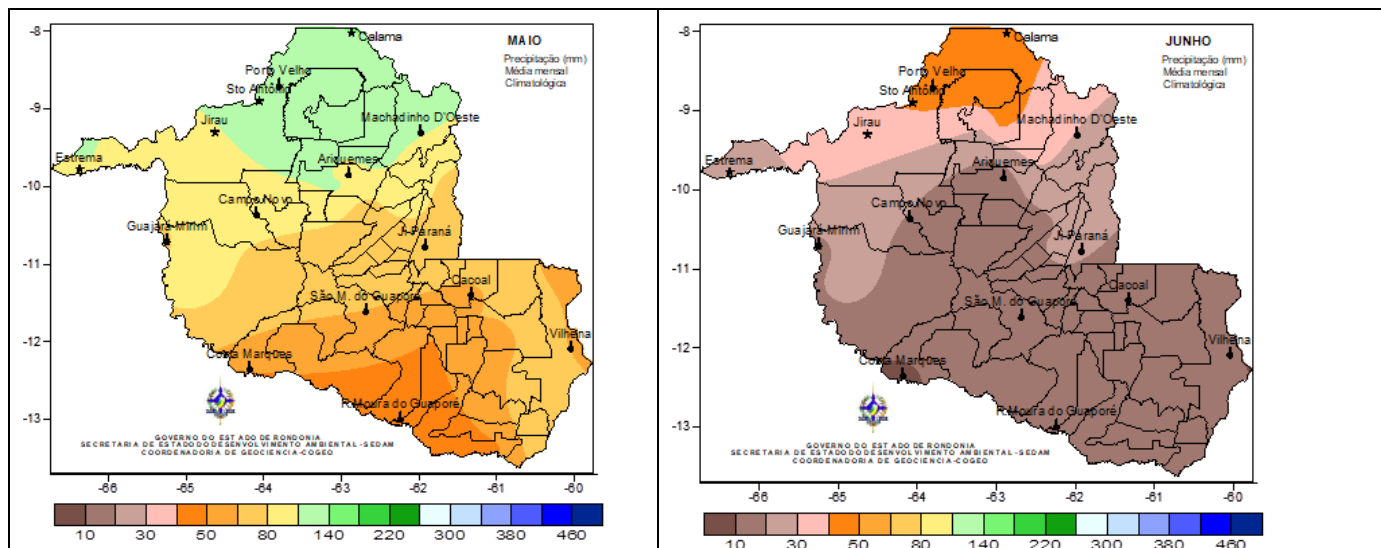 MAIO
Precipitação (mm)
Média mensal
Climatológica
-8
-9
-10
-11
-12
-13
Calama
Porto Velho
Sto Antônio
Jirau
Machadinho D'Oeste
Estrema
Ariquemes
Campo Novo
Guajará-Mirim
Ji Paraná
Cacoal
São M. do Guaporé
Vilhena
Costa Marques
R.Moura do Guaporé
GOVERNO DO ESTADO DE RONDONIA
SECRETARIA DE ESTADO DO DESENVOLVIMENTO AMBIENTAL -SEDAM
COORDENADORIA DE GEOCIENCIA-COGEO
-66 -65 -64 -63 -62 -61 -60
10 30 50 80 140 220 300 380 460
JUNHO
Precipitação (mm)
Média mensal
Climatológica
-8
-9
-10
-11
-12
-13
Calama
Porto Velho
Sto Antônio
Jirau
Machadinho D'Oeste
Estrema
Ariquemes
Campo Novo
Guajará-Mirim
Ji Paraná
Cacoal
São M. do Guaporé
Vilhena
Costa Marques
R.Moura do Guaporé
GOVERNO DO ESTADO DE RONDONIA
SECRETARIA DE ESTADO DO DESENVOLVIMENTO AMBIENTAL -SEDAM
COORDENADORIA DE GEOCIENCIA-COGEO
-66 -65 -64 -63 -62 -61 -60
10 30 50 80 140 220 300 380 460